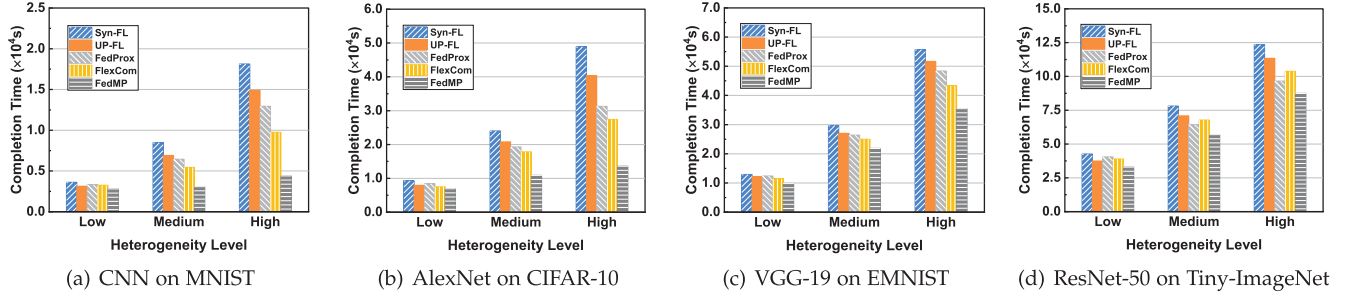 Completion Time (×10⁴s)
2.5
2.0
1.5
1.0
0.5
0.0
Syn-FL
UP-FL
FedProx
FlexCom
FedMP
Low Medium High
Heterogeneity Level
(a) CNN on MNIST
Completion Time (×10⁴s)
6.0
5.0
4.0
3.0
2.0
1.0
0.0
Syn-FL
UP-FL
FedProx
FlexCom
FedMP
Low Medium High
Heterogeneity Level
(b) AlexNet on CIFAR-10
Completion Time (×10⁴s)
7.0
6.0
5.0
4.0
3.0
2.0
1.0
0.0
Syn-FL
UP-FL
FedProx
FlexCom
FedMP
Low Medium High
Heterogeneity Level
(c) VGG-19 on EMNIST
Completion Time (×10⁴s)
15.0
12.5
10.0
7.5
5.0
2.5
0.0
Syn-FL
UP-FL
FedProx
FlexCom
FedMP
Low Medium High
Heterogeneity Level
(d) ResNet-50 on Tiny-ImageNet